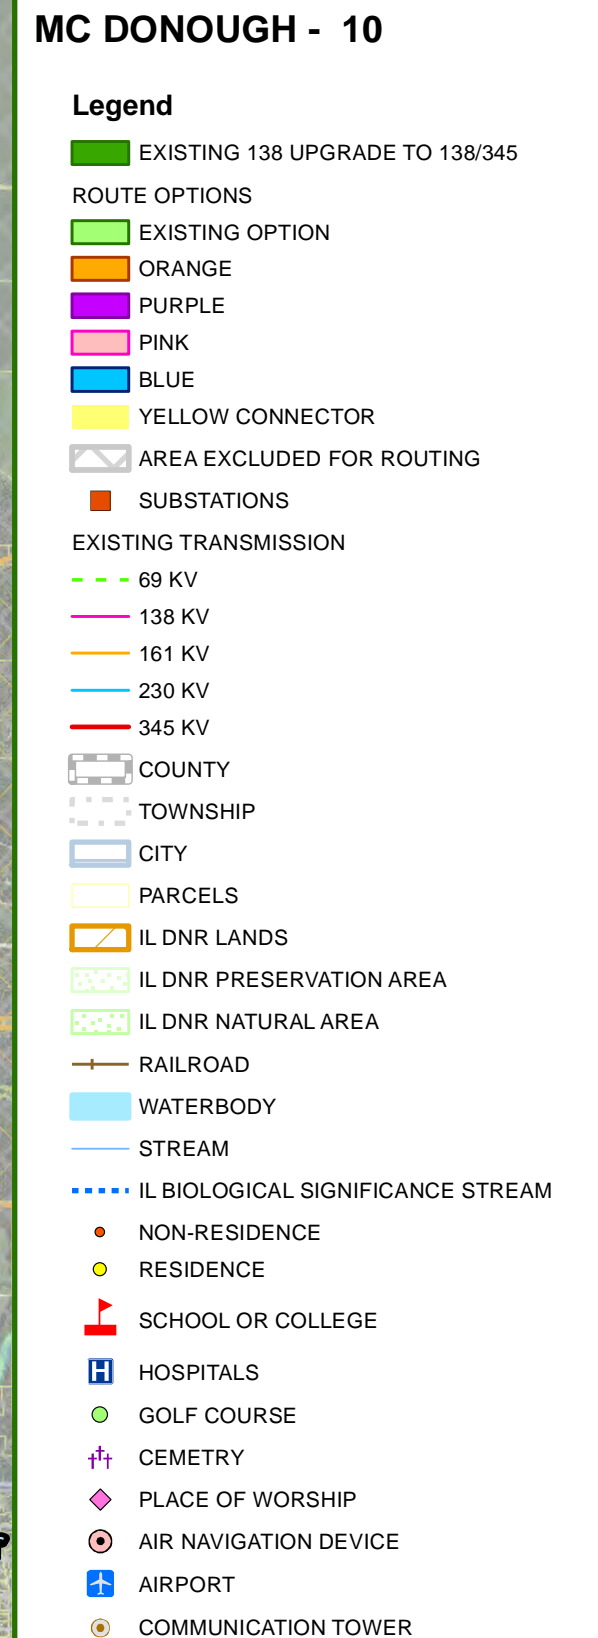 MC DONOUGH - 10
Legend
EXISTING 138 UPGRADE TO 138/345
ROUTE OPTIONS
EXISTING OPTION
ORANGE
PURPLE
PINK
BLUE
YELLOW CONNECTOR
AREA EXCLUDED FOR ROUTING
SUBSTATIONS
EXISTING TRANSMISSION
69 KV
138 KV
161 KV
230 KV
345 KV
COUNTY
TOWNSHIP
CITY
PARCELS
IL DNR LANDS
IL DNR PRESERVATION AREA
IL DNR NATURAL AREA
RAILROAD
WATERBODY
STREAM
IL BIOLOGICAL SIGNIFICANCE STREAM
NON-RESIDENCE
RESIDENCE
SCHOOL OR COLLEGE
H HOSPITALS
GOLF COURSE
CEMETRY
PLACE OF WORSHIP
AIR NAVIGATION DEVICE
AIRPORT
COMMUNICATION TOWER